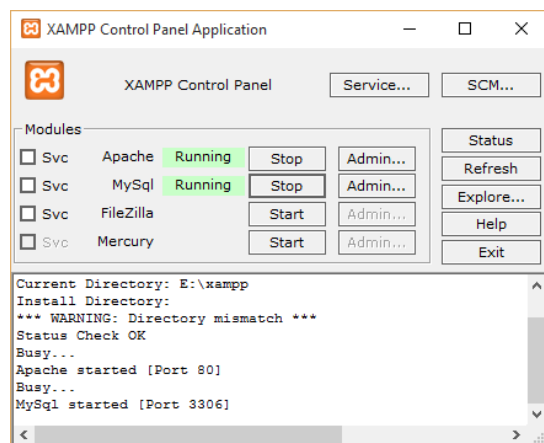 XAMPP Control Panel Application
XAMPP Control Panel Service... SCM...
Modules
Svc Apache Running Stop Admin...
Svc MySql Running Stop Admin...
Svc FileZilla Start Admin...
Svc Mercury Start Admin...
Status
Refresh
Explore...
Help
Exit
Current Directory: E:\xampp
Install Directory:
*** WARNING: Directory mismatch ***
Status Check OK
Busy...
Apache started [Port 80]
Busy...
MySql started [Port 3306]